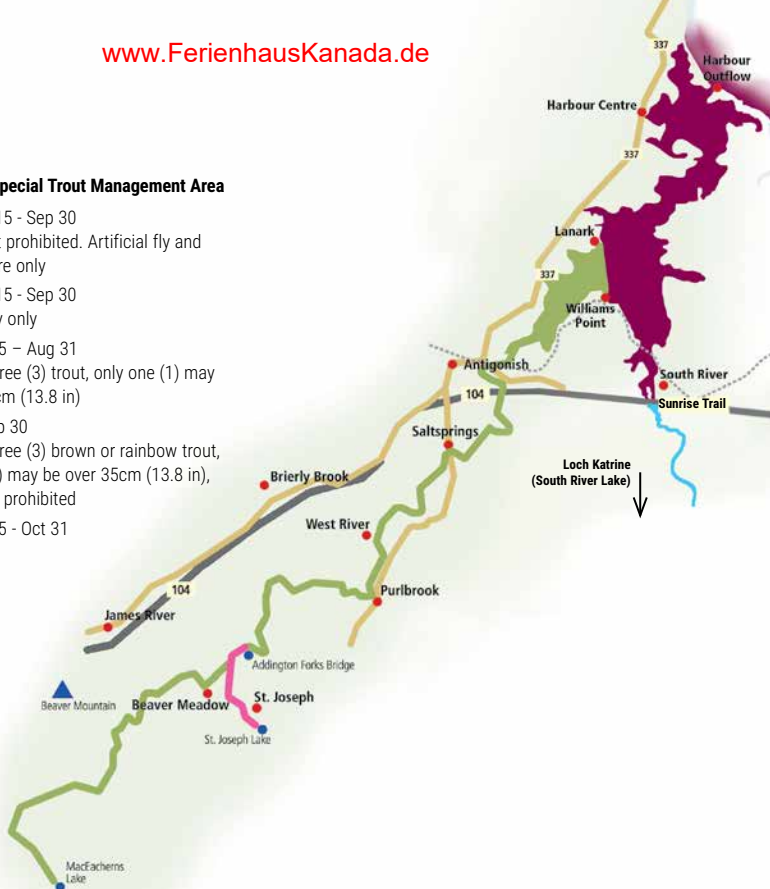 www.FerienhausKanada.de
pecial Trout Management Area
15 - Sep 30
prohibited. Artificial fly and
re only
15 - Sep 30
y only
5 – Aug 31
ree (3) trout, only one (1) may
cm (13.8 in)
p 30
ree (3) brown or rainbow trout,
) may be over 35cm (13.8 in),
prohibited
5 - Oct 31
337
Harbour
Outflow
Harbour Centre
337
Lanark
337
Williams
Point
Antigonish
South River
104
Sunrise Trail
Saltsprings
Loch Katrine
(South River Lake)
Brierly Brook
West River
104
Purlbrook
James River
Addington Forks Bridge
St. Joseph
Beaver Mountain
Beaver Meadow
St. Joseph Lake
MacEacherns
Lake